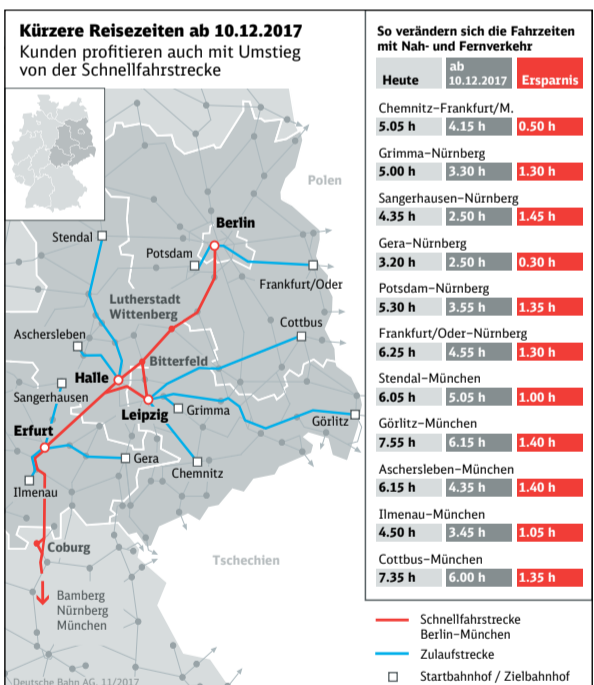 Kürzere Reisezeiten ab 10.12.2017
Kunden profitieren auch mit Umstieg
von der Schnellfahrstrecke
Polen
Berlin
Stendal
Potsdam
Frankfurt/Oder
Lutherstadt
Wittenberg
Cottbus
Aschersleben
Bitterfeld
Halle
Sangerhausen
Leipzig
Grimma
Görlitz
Erfurt
Gera
Chemnitz
Ilmenau
Coburg
Tschechien
Bamberg
Nürnberg
München
Deutsche Bahn AG, 11/2017
So verändern sich die Fahrzeiten
mit Nah- und Fernverkehr
Heute ab 10.12.2017 Ersparnis
Chemnitz–Frankfurt/M.
5.05 h 4.15 h 0.50 h
Grimma–Nürnberg
5.00 h 3.30 h 1.30 h
Sangerhausen–Nürnberg
4.35 h 2.50 h 1.45 h
Gera–Nürnberg
3.20 h 2.50 h 0.30 h
Potsdam–Nürnberg
5.30 h 3.55 h 1.35 h
Frankfurt/Oder–Nürnberg
6.25 h 4.55 h 1.30 h
Stendal–München
6.05 h 5.05 h 1.00 h
Görlitz–München
7.55 h 6.15 h 1.40 h
Aschersleben–München
6.15 h 4.35 h 1.40 h
Ilmenau–München
4.50 h 3.45 h 1.05 h
Cottbus–München
7.35 h 6.00 h 1.35 h
Schnellfahrstrecke
Berlin–München
Zulaufstrecke
Startbahnhof / Zielbahnhof